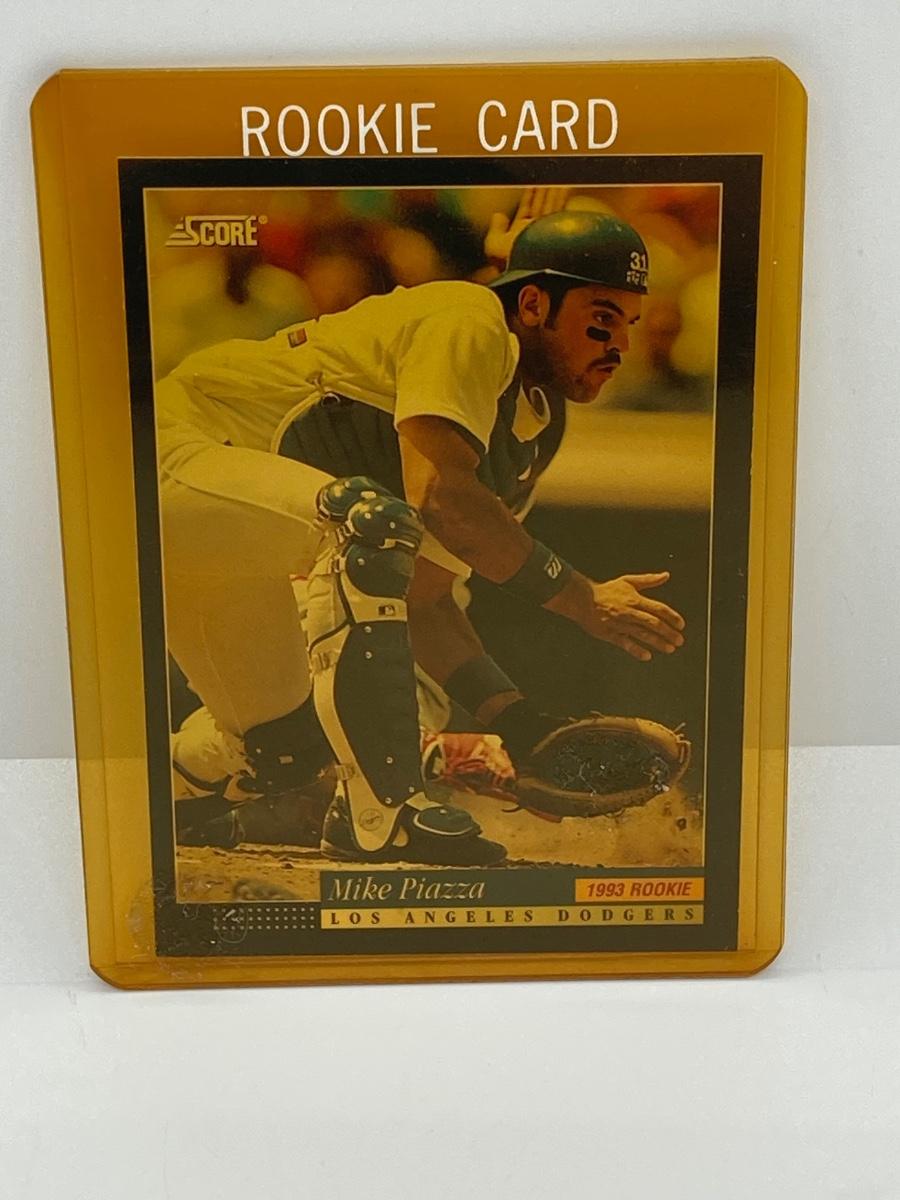 ROOKIE CARD
SCORE®
31
Mike Piazza
1993 ROOKIE
LOS ANGELES DODGERS